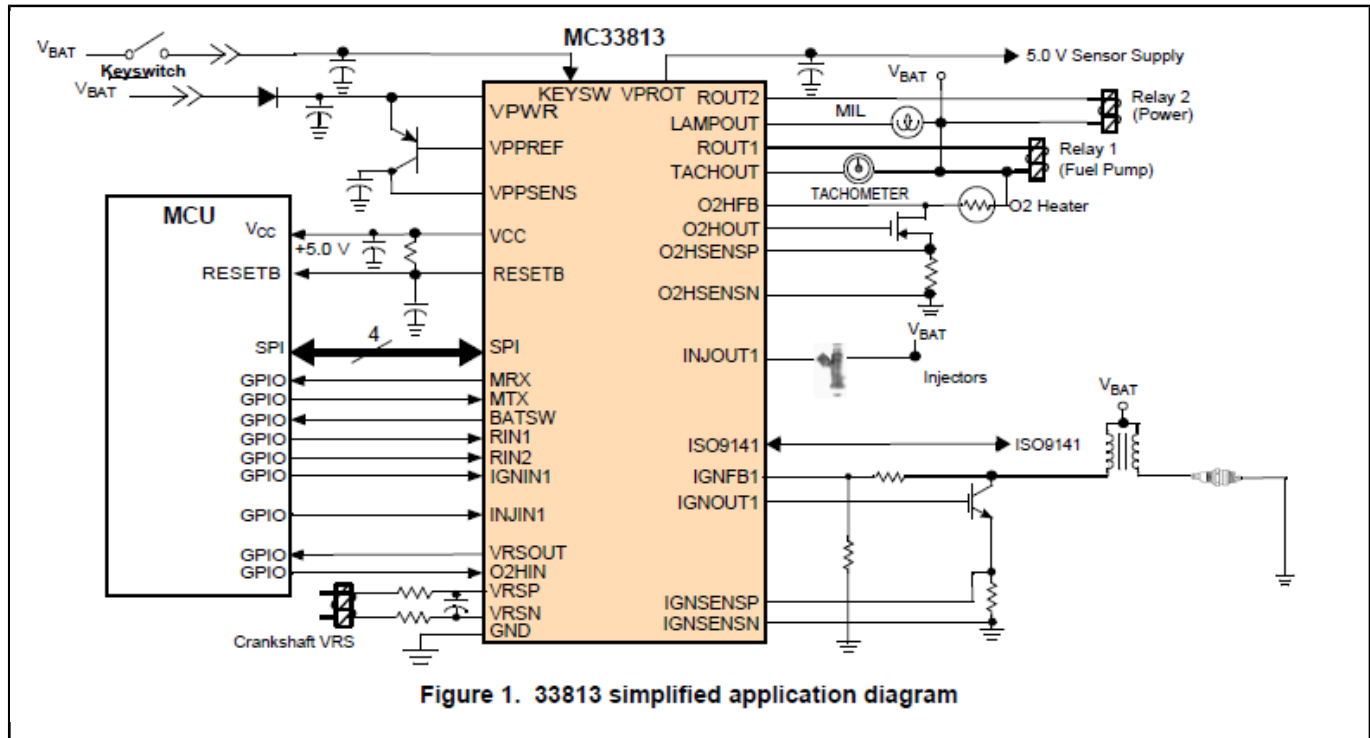 MC33813
VBAT
Keyswitch
VBAT
5.0 V Sensor Supply
KEYSW VPROT
VPWR
VPPREF
VPPSENS
VCC
RESETB
SPI
MRX
MTX
BATSW
RIN1
RIN2
IGNIN1
INJIN1
VRSOUT
O2HIN
VRSP
VRSN
GND
ROUT2
LAMPOUT
ROUT1
TACHOUT
O2HFB
O2HOUT
O2HSENSP
O2HSENSN
INJOUT1
ISO9141
IGNFB1
IGNOUT1
IGNSENSP
IGNSENSN
MCU
VCC
+5.0 V
RESETB
SPI
4
GPIO
GPIO
GPIO
GPIO
GPIO
GPIO
GPIO
GPIO
GPIO
Crankshaft VRS
VBAT
MIL
Relay 2
(Power)
Relay 1
(Fuel Pump)
TACHOMETER
O2 Heater
VBAT
Injectors
VBAT
ISO9141
Figure 1. 33813 simplified application diagram